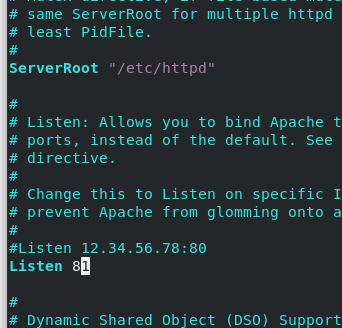 # same ServerRoot for multiple httpd
# least PidFile.
#
ServerRoot "/etc/httpd"
#
# Listen: Allows you to bind Apache t
# ports, instead of the default. See
# directive.
#
# Change this to Listen on specific I
# prevent Apache from glomming onto a
#
#Listen 12.34.56.78:80
Listen 81
#
# Dynamic Shared Object (DSO) Support